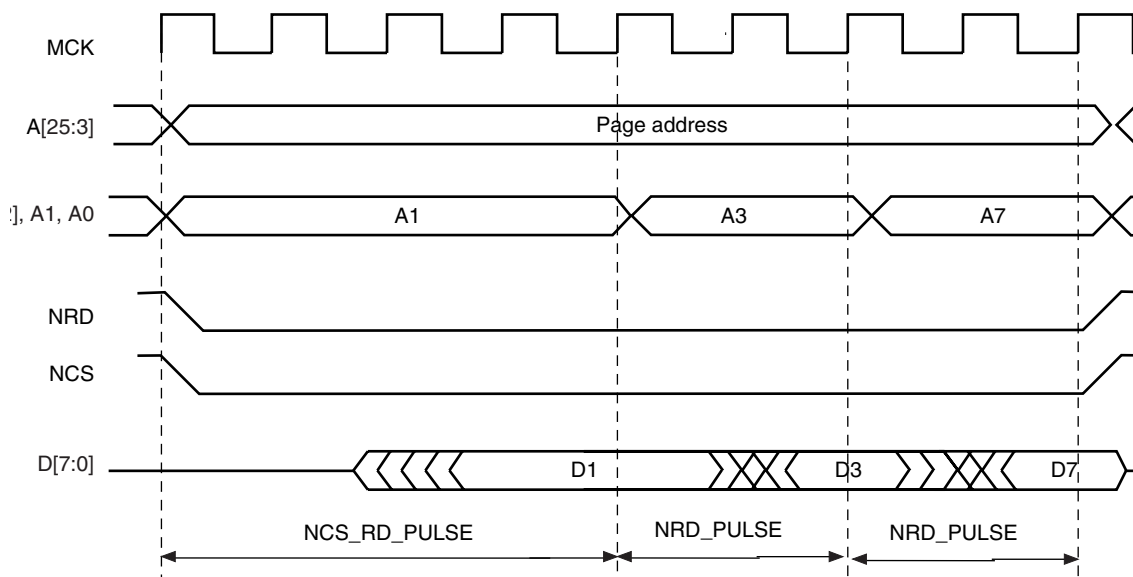 MCK
A[25:3]
Page address
], A1, A0
A1
A3
A7
NRD
NCS
D[7:0]
D1
D3
D7
NCS_RD_PULSE
NRD_PULSE
NRD_PULSE